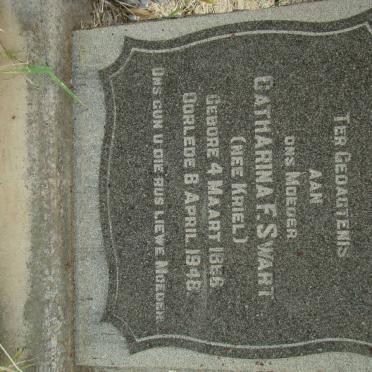 TER GEDAGTENIS
AAN
ONS MOEDER
CATHARINA F. SWART
(NEE KRIEL)
GEBORE 4 MAART 1866
OORLEDE 6 APRIL 1948
ONS GUN U DIE RUS LIEWE MOEDER